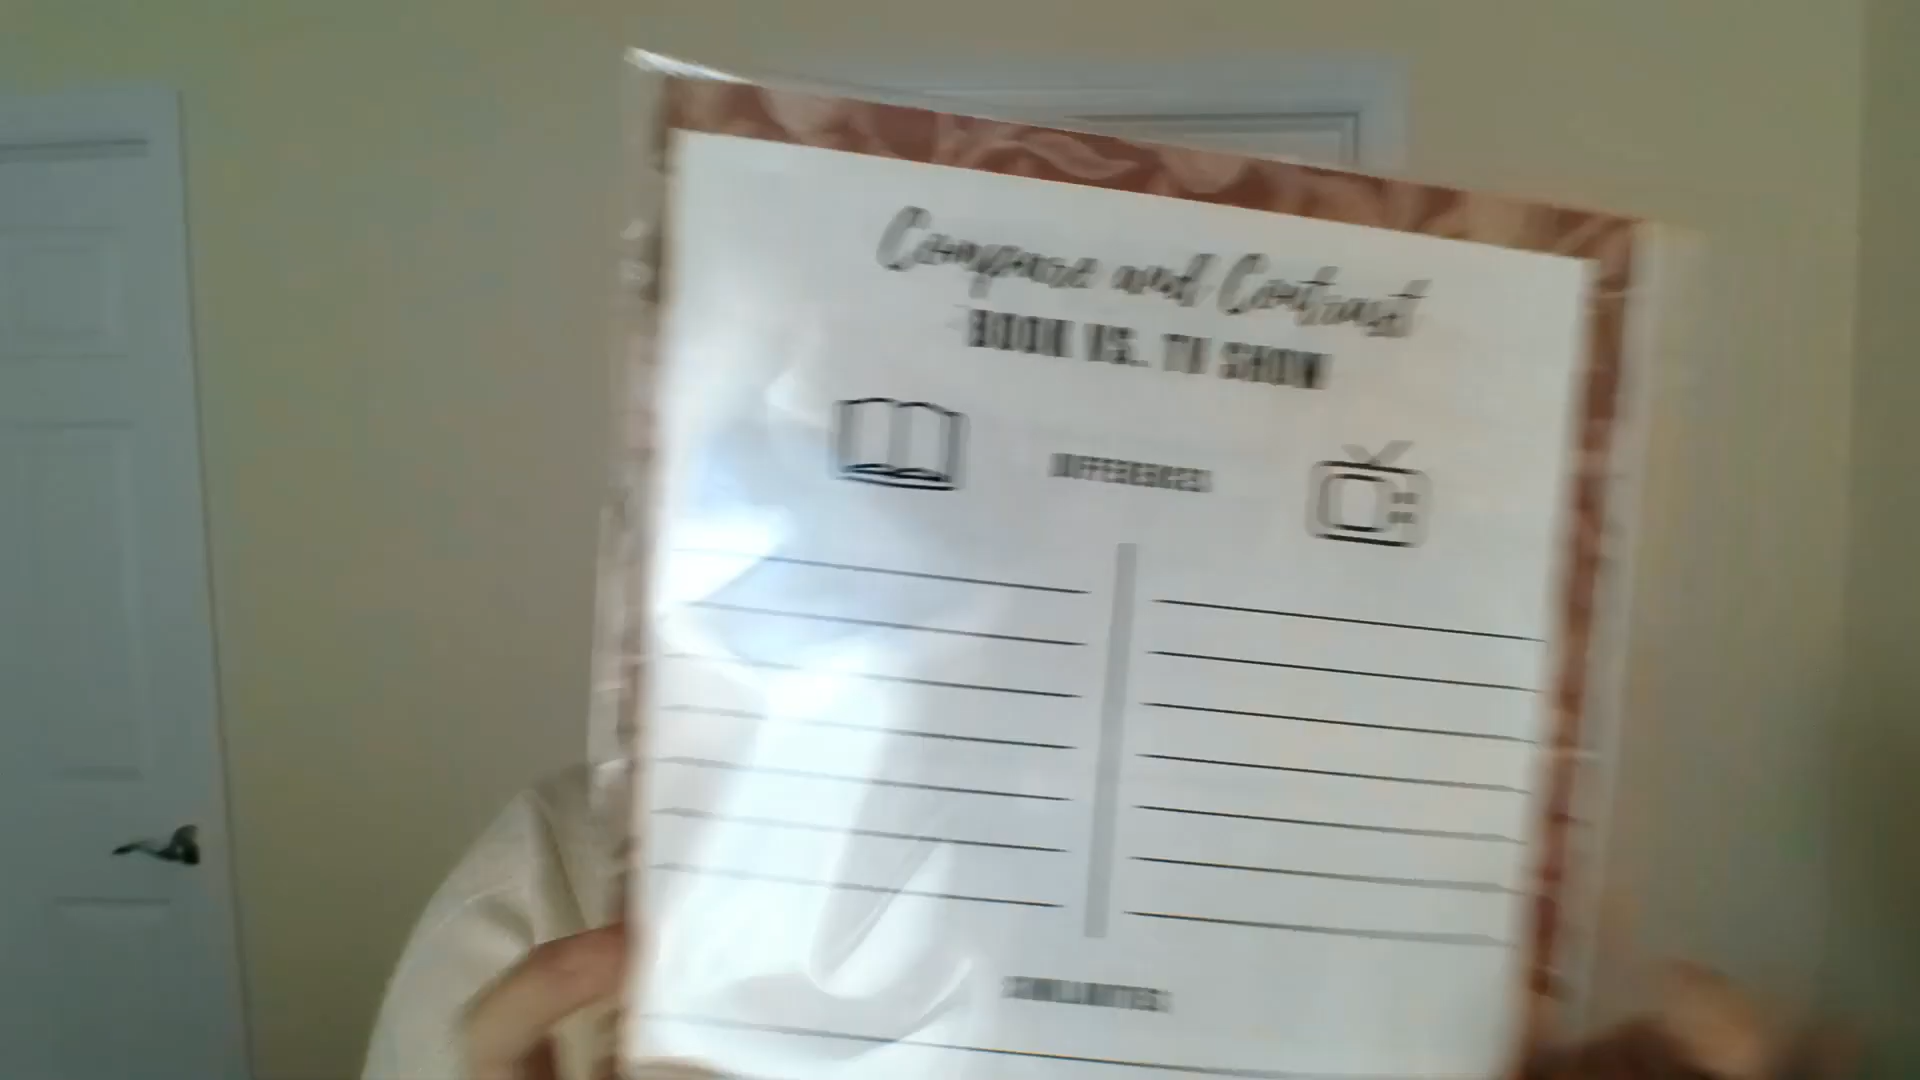 Compare and Contrast
BOOK VS. TV SHOW
DIFFERENCES
SIMILARITIES